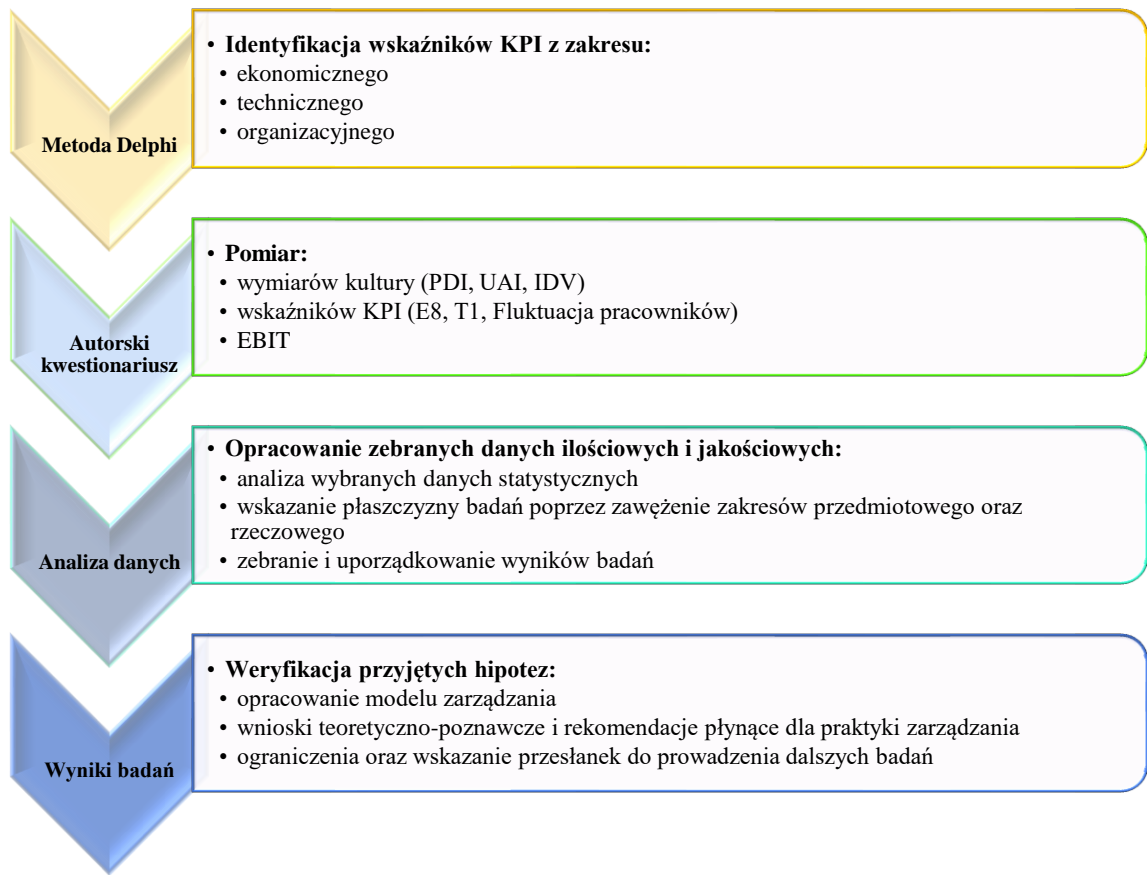 Metoda Delphi
• Identyfikacja wskaźników KPI z zakresu:
• ekonomicznego
• technicznego
• organizacyjnego
Autorski
kwestionariusz
• Pomiar:
• wymiarów kultury (PDI, UAI, IDV)
• wskaźników KPI (E8, T1, Fluktuacja pracowników)
• EBIT
Analiza danych
• Opracowanie zebranych danych ilościowych i jakościowych:
• analiza wybranych danych statystycznych
• wskazanie płaszczyzny badań poprzez zawężenie zakresów przedmiotowego oraz
rzeczowego
• zebranie i uporządkowanie wyników badań
Wyniki badań
• Weryfikacja przyjętych hipotez:
• opracowanie modelu zarządzania
• wnioski teoretyczno-poznawcze i rekomendacje płynące dla praktyki zarządzania
• ograniczenia oraz wskazanie przesłanek do prowadzenia dalszych badań